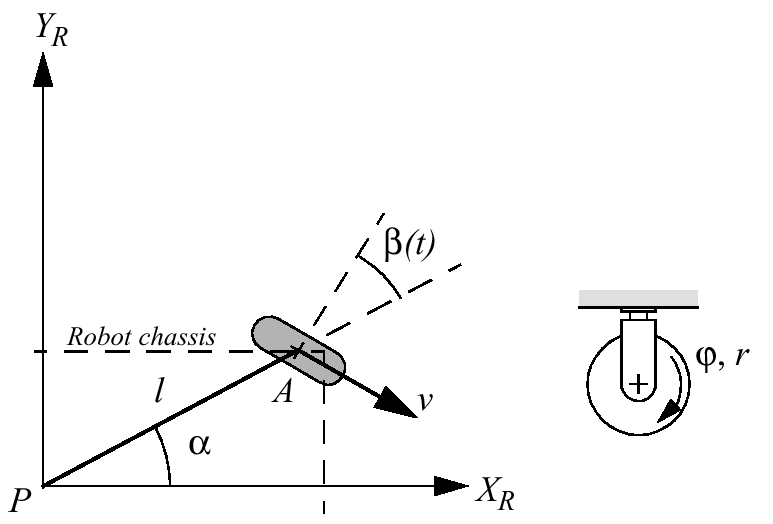 Y_R
β(t)
Robot chassis
φ, r
l
A
v
α
P
X_R